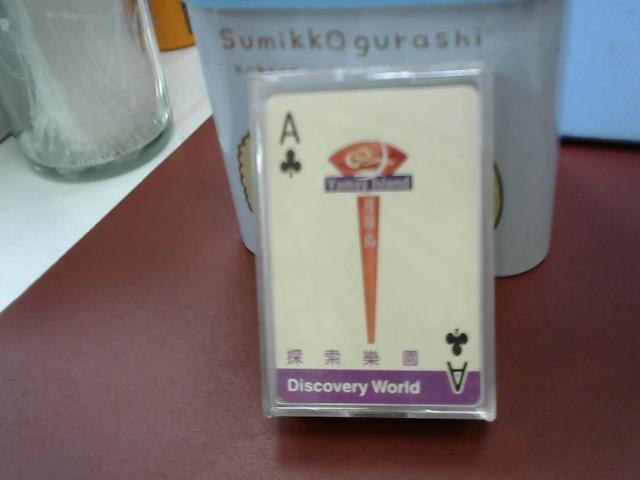 Sumikkogurashi
A
Yamay Island
探索樂園
Discovery World
A